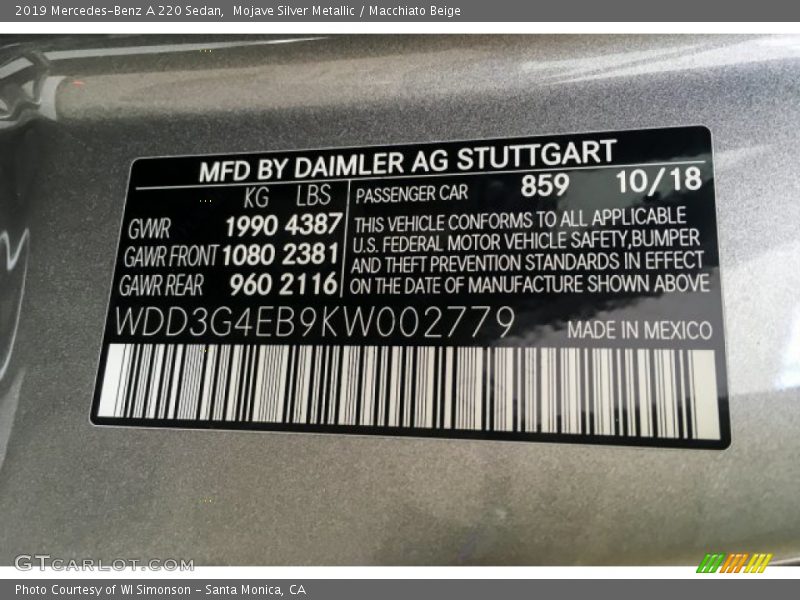 2019 Mercedes-Benz A 220 Sedan, Mojave Silver Metallic / Macchiato Beige
MFD BY DAIMLER AG STUTTGART
KG LBS
GVWR 1990 4387
GAWR FRONT 1080 2381
GAWR REAR 960 2116
PASSENGER CAR 859 10/18
THIS VEHICLE CONFORMS TO ALL APPLICABLE
U.S. FEDERAL MOTOR VEHICLE SAFETY,BUMPER
AND THEFT PREVENTION STANDARDS IN EFFECT
ON THE DATE OF MANUFACTURE SHOWN ABOVE
WDD3G4EB9KW002779 MADE IN MEXICO
GTcarlot.com
Photo Courtesy of WI Simonson - Santa Monica, CA